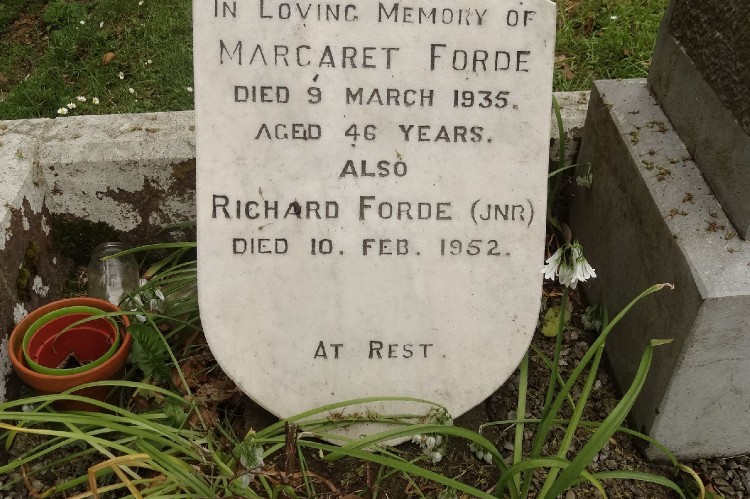 In Loving Memory of
Margaret Forde
died 9 March 1935.
aged 46 years.
also
Richard Forde (jnr)
died 10. Feb. 1952.
at Rest.